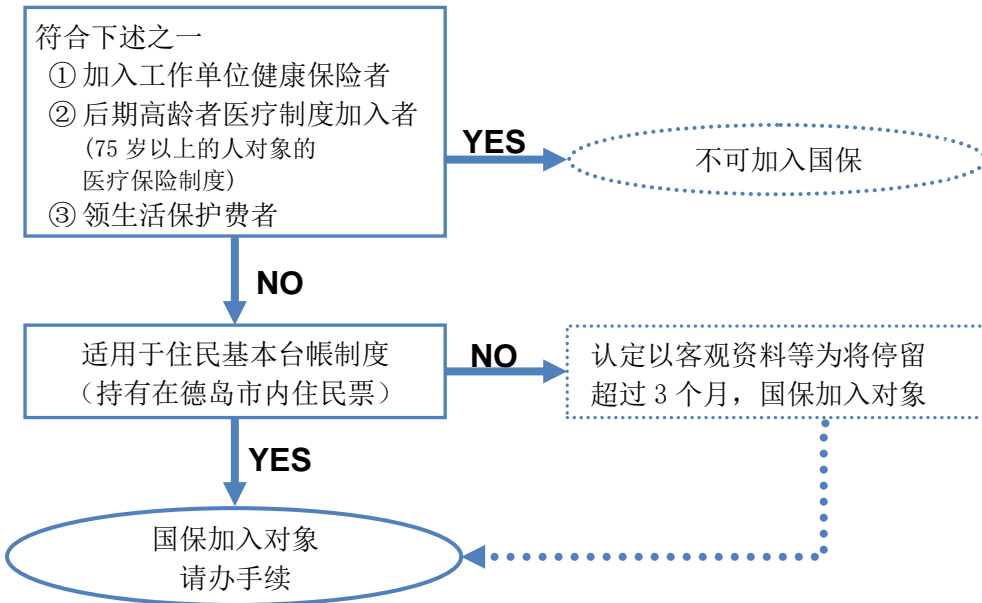 符合下述之一
① 加入工作单位健康保险者
② 后期高龄者医疗制度加入者
(75 岁以上的人对象的
医疗保险制度)
③ 领生活保护费者
YES
不可加入国保
NO
适用于住民基本台帐制度
（持有在德岛市内住民票）
NO
认定以客观资料等为将停留
超过 3 个月，国保加入对象
YES
国保加入对象
请办手续